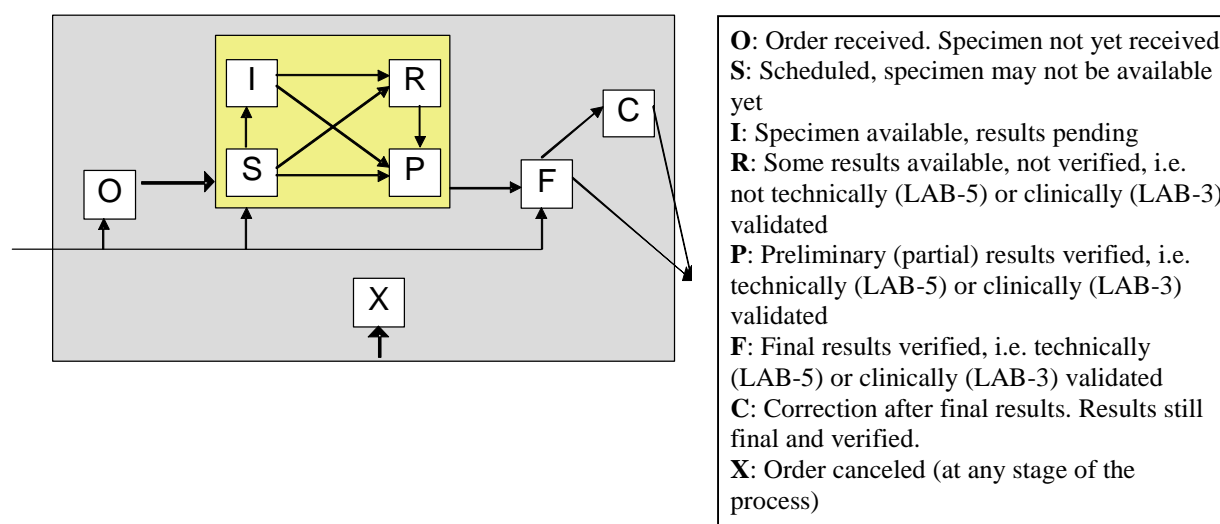 I
R
C
S
P
F
O
X
O: Order received. Specimen not yet received
S: Scheduled, specimen may not be available
yet
I: Specimen available, results pending
R: Some results available, not verified, i.e.
not technically (LAB-5) or clinically (LAB-3)
validated
P: Preliminary (partial) results verified, i.e.
technically (LAB-5) or clinically (LAB-3)
validated
F: Final results verified, i.e. technically
(LAB-5) or clinically (LAB-3) validated
C: Correction after final results. Results still
final and verified.
X: Order canceled (at any stage of the
process)